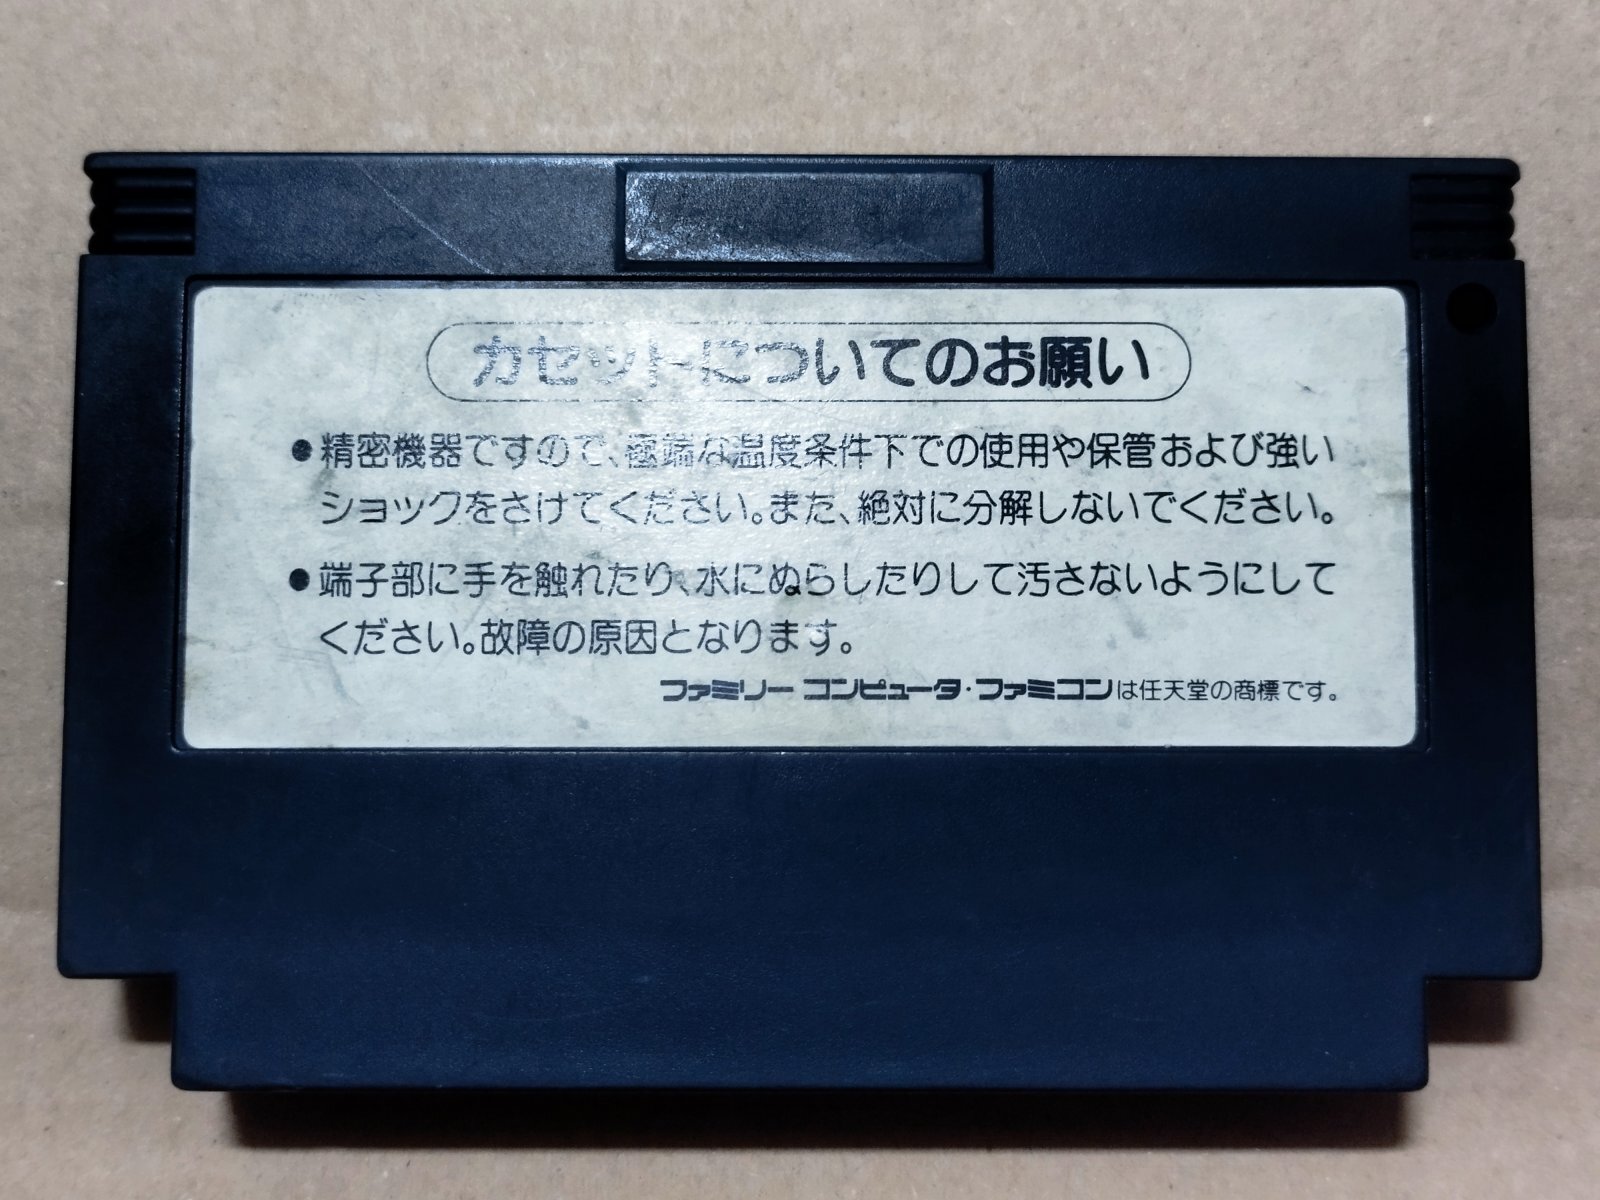 カセットについてのお願い
●精密機器ですので、極端な温度条件下での使用や保管および強い
ショックをさけてください。また、絶対に分解しないでください。
●端子部に手を触れたり、水にぬらしたりして汚さないようにして
ください。故障の原因となります。
ファミリー コンピュータ・ファミコンは任天堂の商標です。